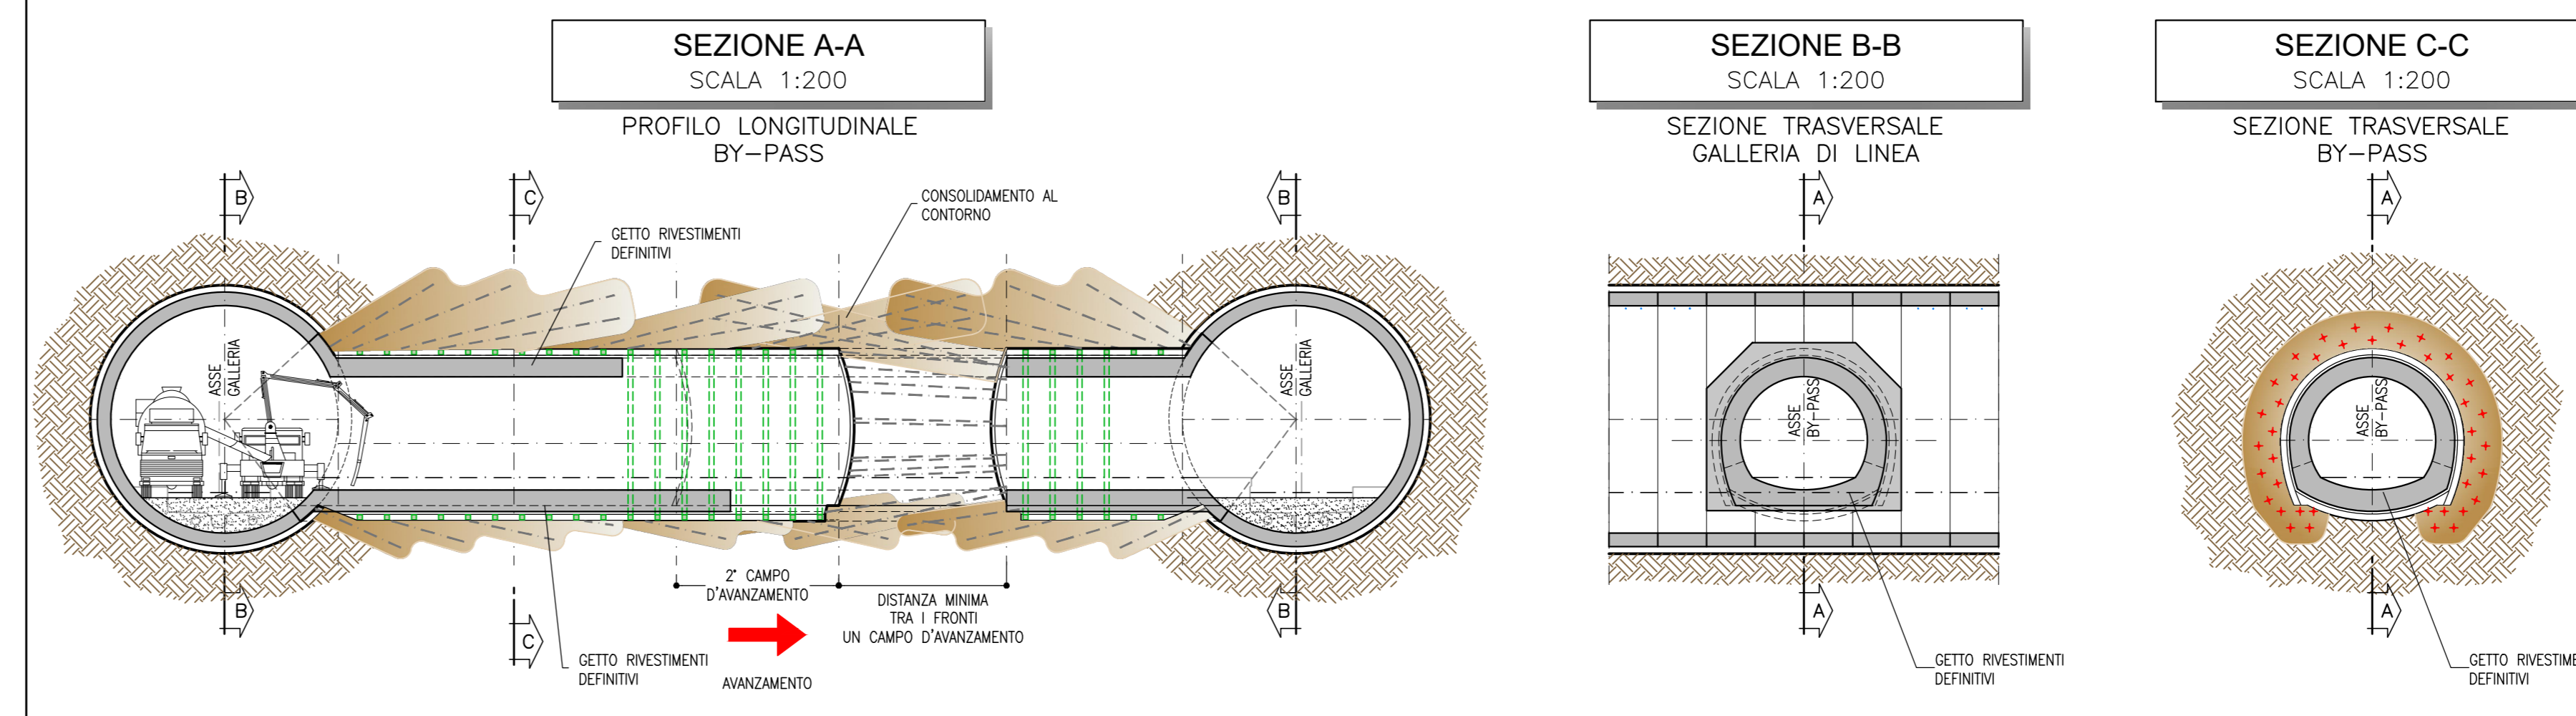 SEZIONE A-A
SCALA 1:200
PROFILO LONGITUDINALE
BY-PASS
B
C
B
CONSOLIDAMENTO AL
CONTORNO
GETTO RIVESTIMENTI
DEFINITIVI
ASSE
GALLERIA
ASSE
GALLERIA
2° CAMPO
D'AVANZAMENTO
DISTANZA MINIMA
TRA I FRONTI
UN CAMPO D'AVANZAMENTO
B
C
B
GETTO RIVESTIMENTI
DEFINITIVI
AVANZAMENTO
SEZIONE B-B
SCALA 1:200
SEZIONE TRASVERSALE
GALLERIA DI LINEA
A
ASSE
BY-PASS
A
GETTO RIVESTIMENTI
DEFINITIVI
SEZIONE C-C
SCALA 1:200
SEZIONE TRASVERSALE
BY-PASS
A
ASSE
BY-PASS
A
GETTO RIVESTIME
DEFINITIVI